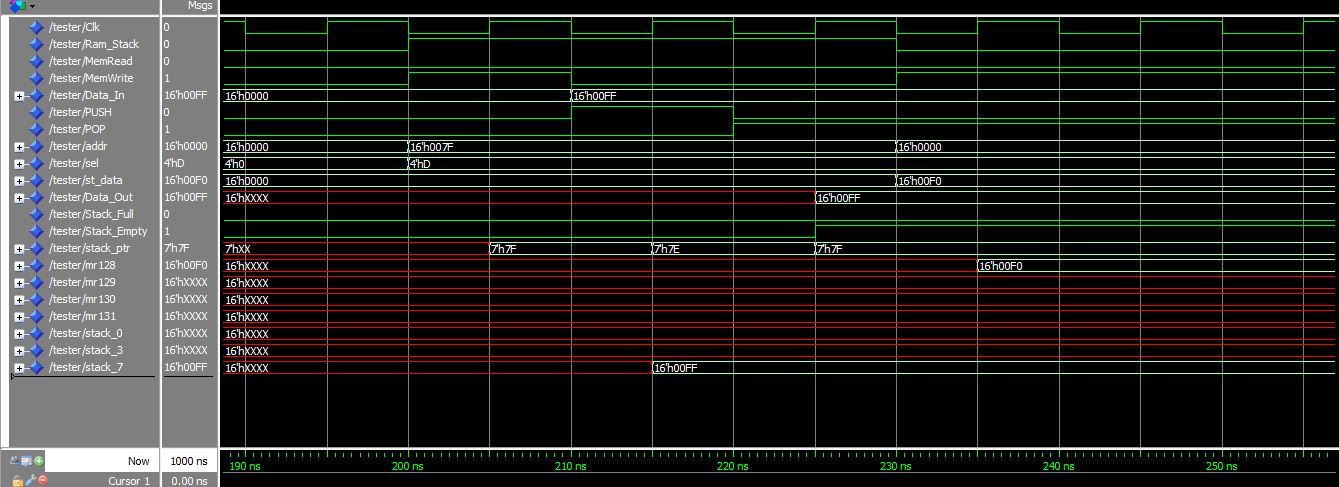 Msgs
/tester/Clk 0
/tester/Ram_Stack 0
/tester/MemRead 0
/tester/MemWrite 1
/tester/Data_In 16'h00FF 16'h0000 16'h00FF
/tester/PUSH 0
/tester/POP 1
/tester/addr 16'h0000 16'h0000 16'h007F 16'h0000
/tester/sel 4'hD 4'h0 4'hD
/tester/st_data 16'h00F0 16'h0000 16'h00F0
/tester/Data_Out 16'h00FF 16'hXXXX 16'h00FF
/tester/Stack_Full 0
/tester/Stack_Empty 1
/tester/stack_ptr 7'h7F 7'hXX 7'h7F 7'h7E 7'h7F
/tester/mr128 16'h00F0 16'hXXXX 16'h00F0
/tester/mr129 16'hXXXX 16'hXXXX
/tester/mr130 16'hXXXX 16'hXXXX
/tester/mr131 16'hXXXX 16'hXXXX
/tester/stack_0 16'hXXXX 16'hXXXX
/tester/stack_3 16'hXXXX 16'hXXXX
/tester/stack_7 16'h00FF 16'hXXXX 16'h00FF
Now 1000 ns 190 ns 200 ns 210 ns 220 ns 230 ns 240 ns 250 ns
Cursor 1 0.00 ns